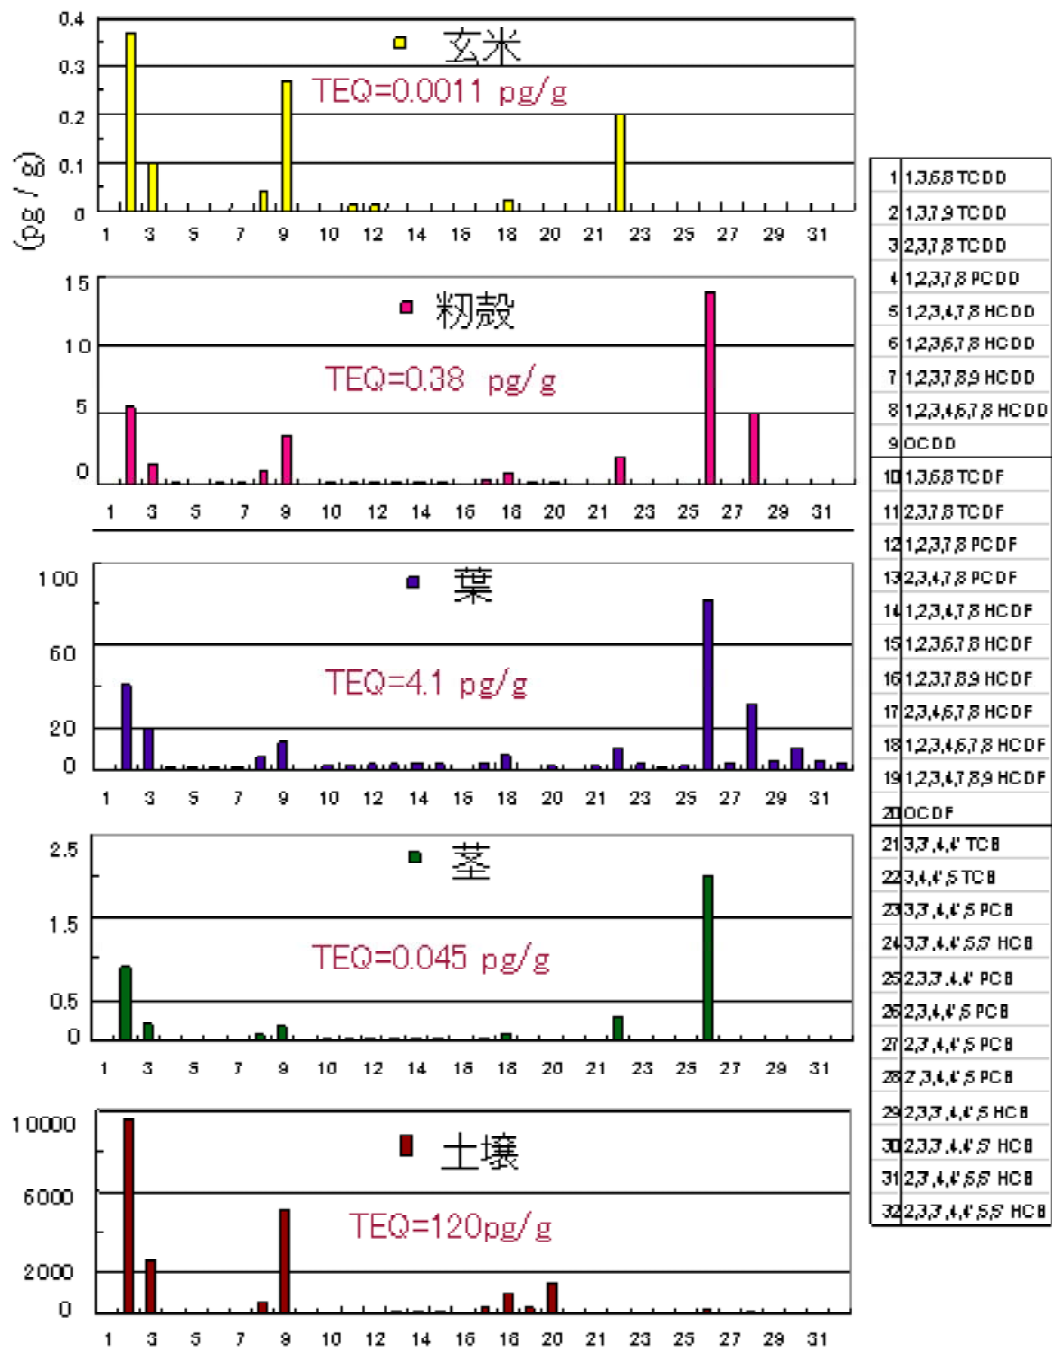 (pg / g)
0.4
0.3
0.2
0.1
0
玄米
TEQ=0.0011 pg/g
1 3 5 7 9 10 12 14 16 18 20 21 23 25 27 29 31
15
10
5
0
籾殻
TEQ=0.38 pg/g
1 3 5 7 9 10 12 14 16 18 20 21 23 25 27 29 31
100
60
20
0
葉
TEQ=4.1 pg/g
1 3 5 7 9 10 12 14 16 18 20 21 23 25 27 29 31
2.5
1.5
0.5
0
茎
TEQ=0.045 pg/g
1 3 5 7 9 10 12 14 16 18 20 21 23 25 27 29 31
10000
6000
2000
0
土壌
TEQ=120pg/g
1 3 5 7 9 10 12 14 16 18 20 21 23 25 27 29 31
1 1,3,6,8 TCDD
2 1,3,7,9 TCDD
3 2,3,7,8 TCDD
4 1,2,3,7,8 PCDD
5 1,2,3,4,7,8 HCDD
6 1,2,3,6,7,8 HCDD
7 1,2,3,7,8,9 HCDD
8 1,2,3,4,6,7,8 HCDD
9 OCDD
10 1,3,6,8 TCDF
11 2,3,7,8 TCDF
12 1,2,3,7,8 PCDF
13 2,3,4,7,8 PCDF
14 1,2,3,4,7,8 HCDF
15 1,2,3,6,7,8 HCDF
16 1,2,3,7,8,9 HCDF
17 2,3,4,6,7,8 HCDF
18 1,2,3,4,6,7,8 HCDF
19 1,2,3,4,7,8,9 HCDF
20 OCDF
21 3,3',4,4' TCB
22 3,4,4',5 TCB
23 3,3',4,4',5 PCB
24 3,3',4,4',5,5' HCB
25 2,3,3',4,4' PCB
26 2,3,4,4',5 PCB
27 2,3',4,4',5 PCB
28 2',3,4,4',5 PCB
29 2,3,3',4,4',5 HCB
30 2,3,3',4,4',5' HCB
31 2,3',4,4',5,5' HCB
32 2,3,3',4,4',5,5' HCB